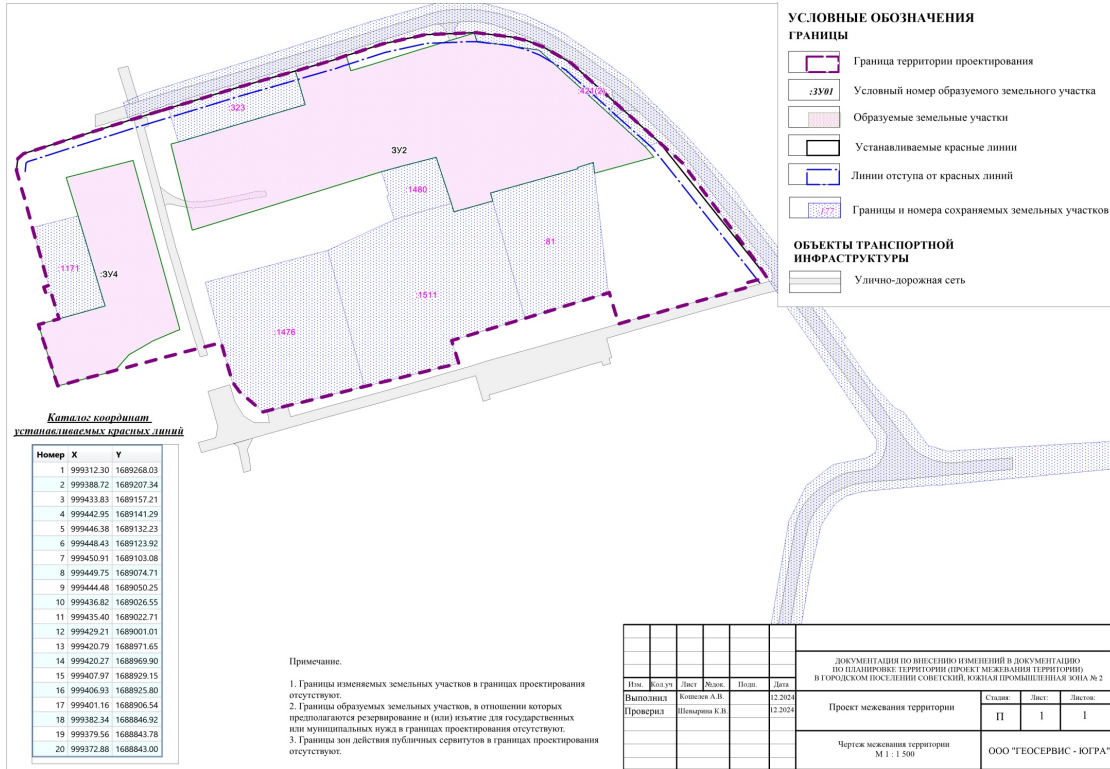 УСЛОВНЫЕ ОБОЗНАЧЕНИЯ
ГРАНИЦЫ
Граница территории проектирования
:ЗУ01 Условный номер образуемого земельного участка
Образуемые земельные участки
Устанавливаемые красные линии
Линии отступа от красных линий
:177 Границы и номера сохраняемых земельных участков
ОБЪЕКТЫ ТРАНСПОРТНОЙ
ИНФРАСТРУКТУРЫ
Улично-дорожная сеть
:323
:421(2)
ЗУ2
:1480
81
:1171
:ЗУ4
:1511
:1476
Каталог координат
устанавливаемых красных линий
Номер X Y
1 999312.30 1689268.03
2 999388.72 1689207.34
3 999433.83 1689157.21
4 999442.95 1689141.29
5 999446.38 1689132.23
6 999448.43 1689123.92
7 999450.91 1689103.08
8 999449.75 1689074.71
9 999444.48 1689050.25
10 999436.82 1689026.55
11 999435.40 1689022.71
12 999429.21 1689001.01
13 999420.79 1688971.65
14 999420.27 1688969.90
15 999407.97 1688929.15
16 999406.93 1688925.80
17 999401.16 1688906.54
18 999382.34 1688846.92
19 999379.56 1688843.78
20 999372.88 1688843.00
Примечание.
1. Границы изменяемых земельных участков в границах проектирования
отсутствуют.
2. Границы образуемых земельных участков, в отношении которых
предполагаются резервирование и (или) изъятие для государственных
или муниципальных нужд в границах проектирования отсутствуют.
3. Границы зон действия публичных сервитутов в границах проектирования
отсутствуют.
ДОКУМЕНТАЦИЯ ПО ВНЕСЕНИЮ ИЗМЕНЕНИЙ В ДОКУМЕНТАЦИЮ
ПО ПЛАНИРОВКЕ ТЕРРИТОРИИ (ПРОЕКТ МЕЖЕВАНИЯ ТЕРРИТОРИИ)
В ГОРОДСКОМ ПОСЕЛЕНИИ СОВЕТСКИЙ, ЮЖНАЯ ПРОМЫШЛЕННАЯ ЗОНА № 2
Изм. Кол.уч Лист №док. Подп. Дата
Выполнил Кошелев А.В. 12.2024
Проверил Шевырина К.В. 12.2024
Проект межевания территории
Стадия: Лист: Листов:
П 1 1
Чертеж межевания территории
М 1 : 1 500
ООО "ГЕОСЕРВИС - ЮГРА"